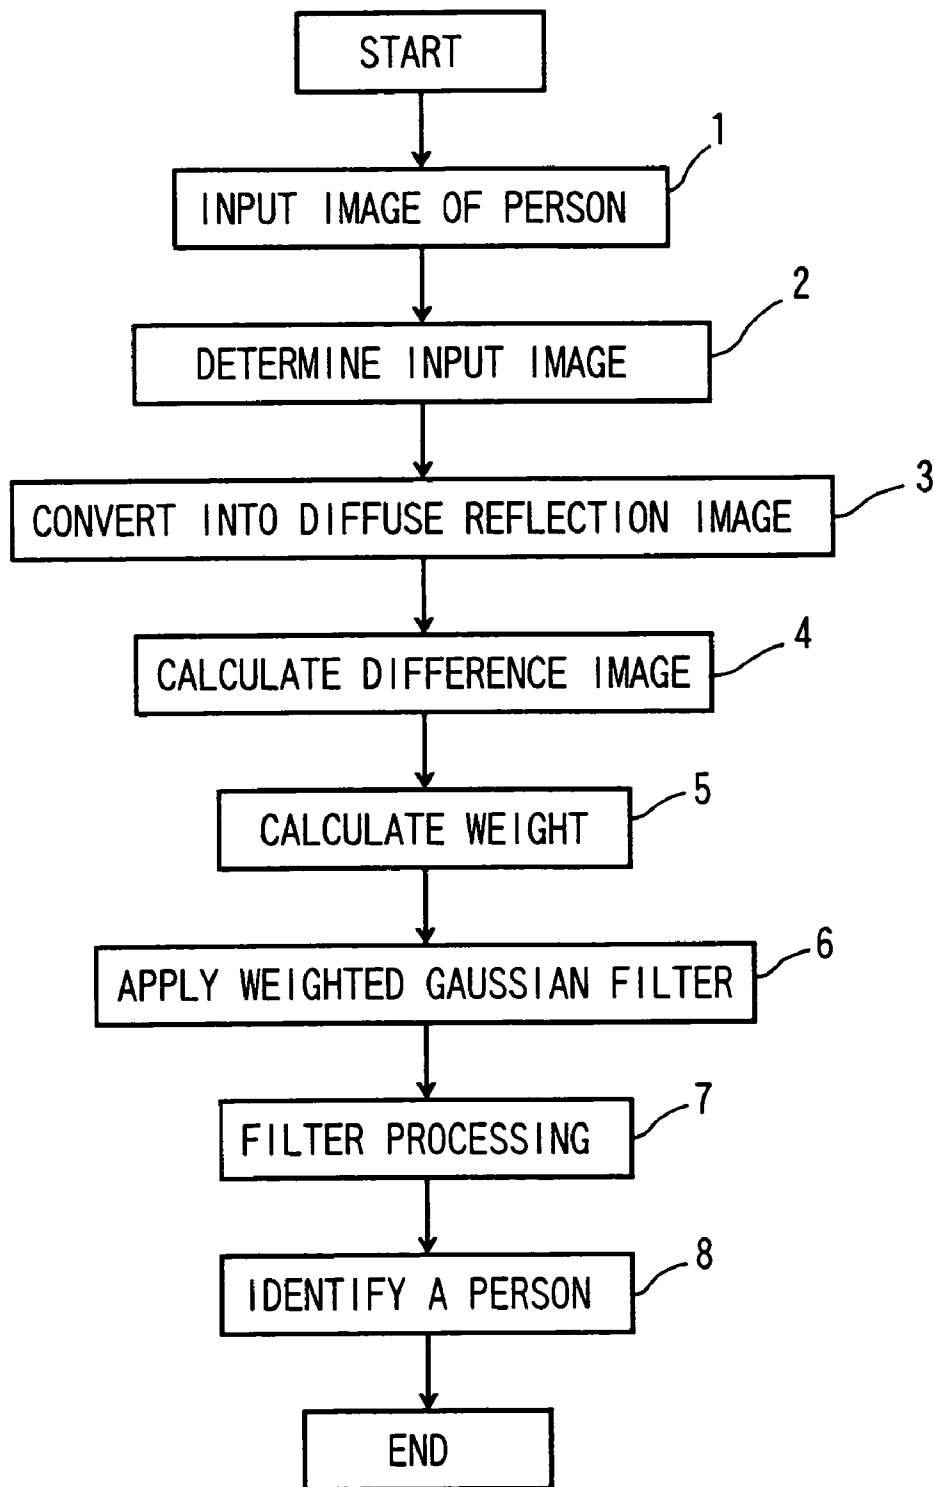 START
1
INPUT IMAGE OF PERSON
2
DETERMINE INPUT IMAGE
3
CONVERT INTO DIFFUSE REFLECTION IMAGE
4
CALCULATE DIFFERENCE IMAGE
5
CALCULATE WEIGHT
6
APPLY WEIGHTED GAUSSIAN FILTER
7
FILTER PROCESSING
8
IDENTIFY A PERSON
END